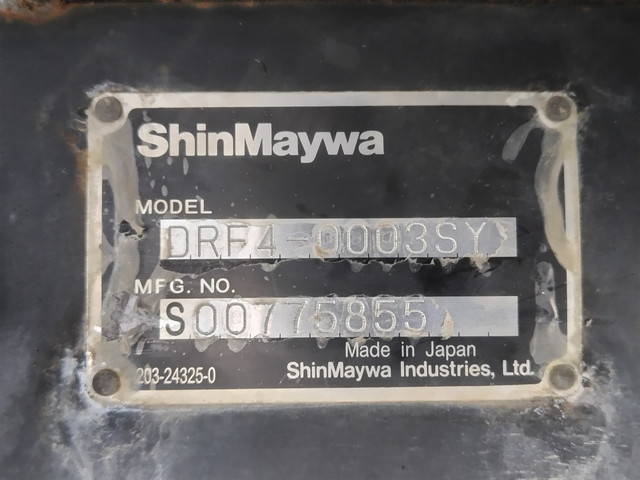 ShinMaywa
MODEL
DRF4-0003SY
MFG. NO.
S00775855
Made in Japan
203-24325-0
ShinMaywa Industries, Ltd.